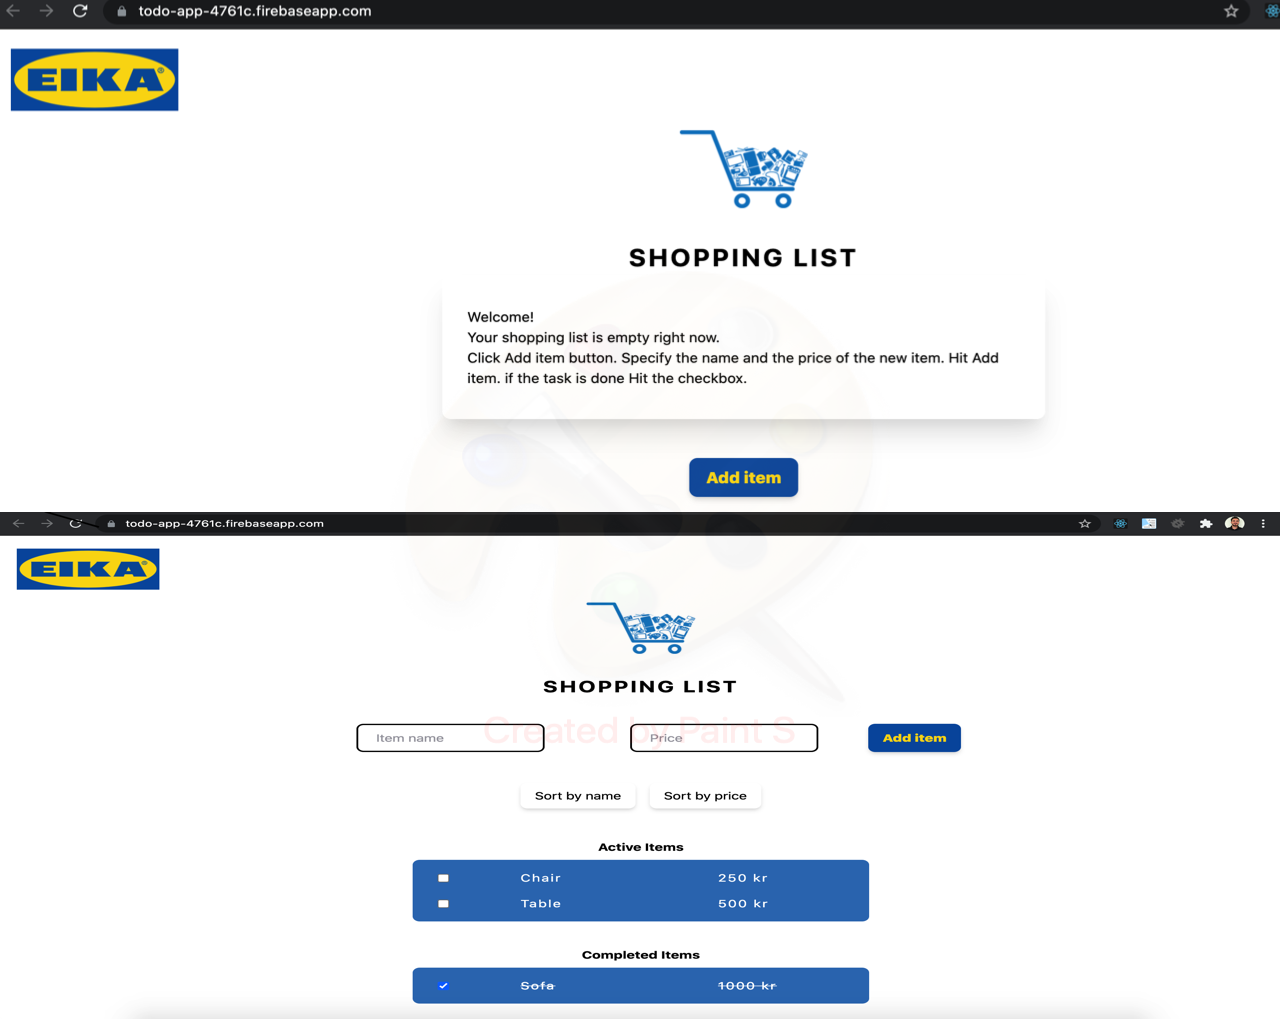 todo-app-4761c.firebaseapp.com
EIKA®
SHOPPING LIST
Welcome!
Your shopping list is empty right now.
Click Add item button. Specify the name and the price of the new item. Hit Add
item. if the task is done Hit the checkbox.
Add item
todo-app-4761c.firebaseapp.com
EIKA®
SHOPPING LIST
Item name Price Add item
Created by Paint S
Sort by name Sort by price
Active Items
Chair 250 kr
Table 500 kr
Completed Items
Sofa 1000 kr